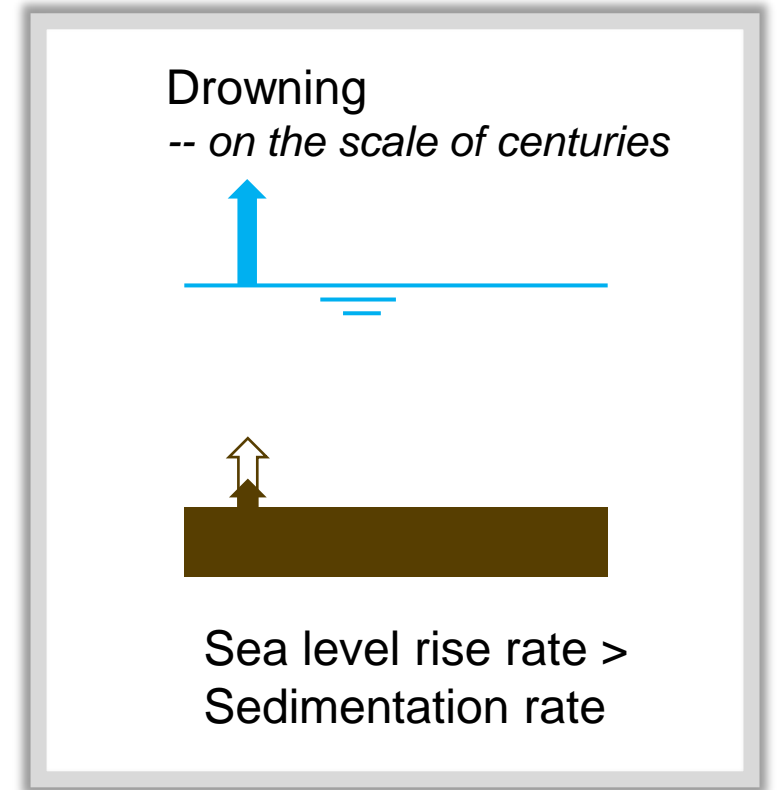 Drowning
-- on the scale of centuries
Sea level rise rate >
Sedimentation rate